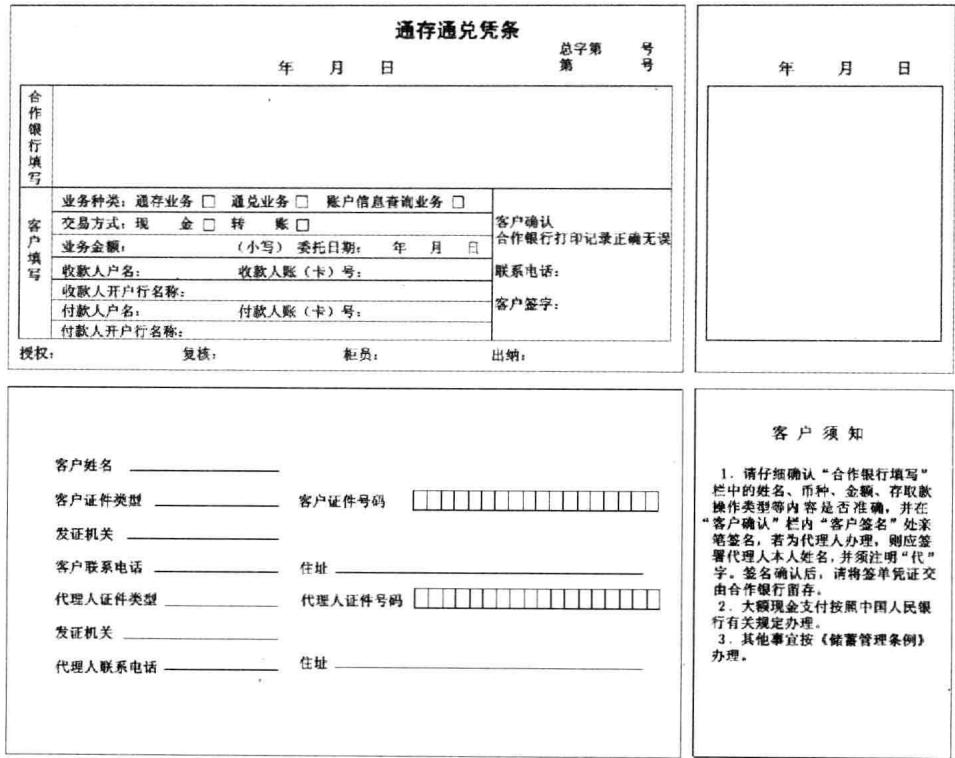 通存通兑凭条
总字第 号
年 月 日 第 号
合作银行填写
客户填写
业务种类：通存业务 □ 通兑业务 □ 账户信息查询业务 □
交易方式：现 金 □ 转 账 □
业务金额： （小写） 委托日期： 年 月 日
收款人户名： 收款人账（卡）号：
收款人开户行名称：
付款人户名： 付款人账（卡）号：
付款人开户行名称：
客户确认
合作银行打印记录正确无误
联系电话：
客户签字：
授权： 复核： 柜员： 出纳：
年 月 日
客户姓名
客户证件类型 客户证件号码
发证机关
客户联系电话 住址
代理人证件类型 代理人证件号码
发证机关
代理人联系电话 住址
客户须知
1．请仔细确认“合作银行填写”
栏中的姓名、币种、金额、存取款
操作类型等内容是否准确，并在
“客户确认”栏内“客户签名”处亲
笔签名，若为代理人办理，则应签
署代理人本人姓名，并须注明“代”
字。签名确认后，请将签单凭证交
由合作银行留存。
2．大额现金支付按照中国人民银
行有关规定办理。
3．其他事宜按《储蓄管理条例》
办理。